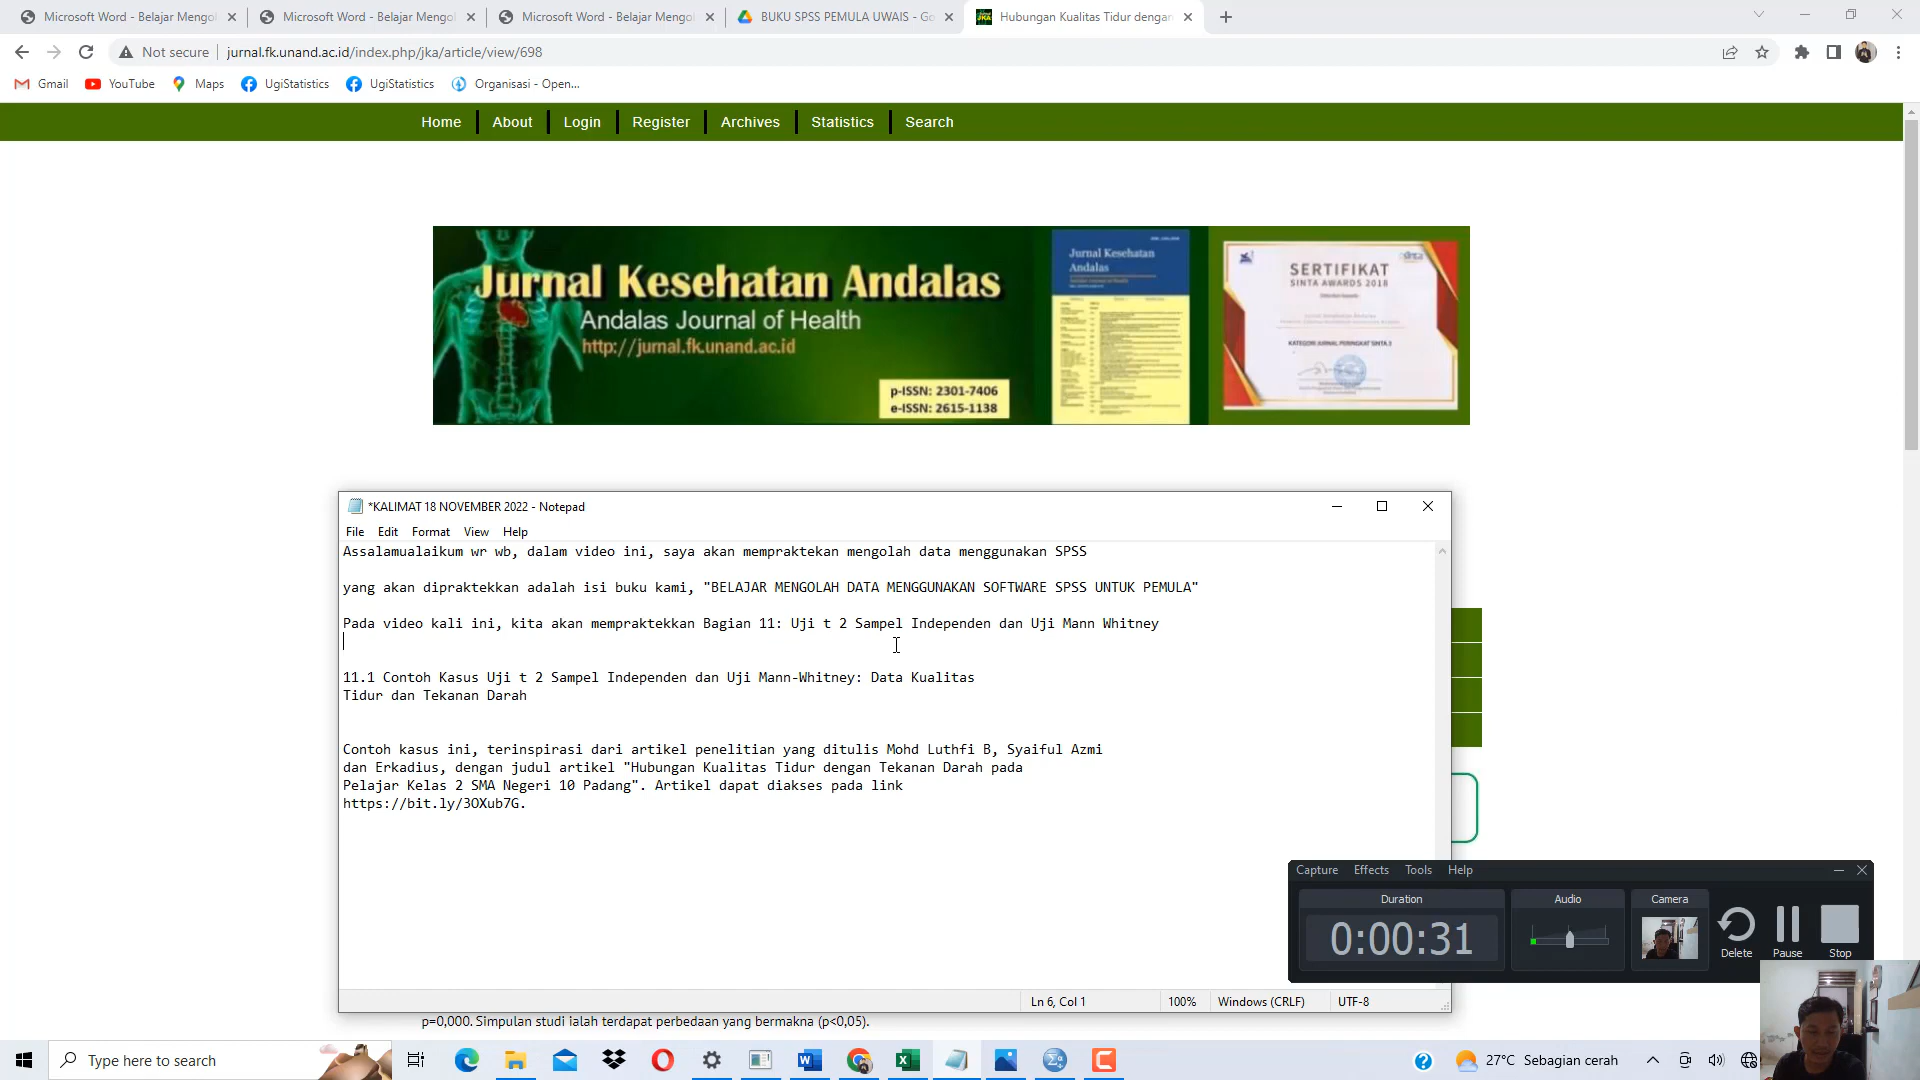 Microsoft Word - Belajar Mengol
Microsoft Word - Belajar Mengol
Microsoft Word - Belajar Mengol
BUKU SPSS PEMULA UWAIS - Go
Hubungan Kualitas Tidur dengan
Not secure
jurnal.fk.unand.ac.id/index.php/jka/article/view/698
Gmail
YouTube
Maps
UgiStatistics
UgiStatistics
Organisasi - Open...
Home
About
Login
Register
Archives
Statistics
Search
Jurnal Kesehatan Andalas
Andalas Journal of Health
http://jurnal.fk.unand.ac.id
p-ISSN: 2301-7406
e-ISSN: 2615-1138
Jurnal Kesehatan
Andalas
SERTIFIKAT
SINTA AWARDS 2018
*KALIMAT 18 NOVEMBER 2022 - Notepad
File Edit Format View Help
Assalamualaikum wr wb, dalam video ini, saya akan mempraktekan mengolah data menggunakan SPSS
yang akan dipraktekkan adalah isi buku kami, "BELAJAR MENGOLAH DATA MENGGUNAKAN SOFTWARE SPSS UNTUK PEMULA"
Pada video kali ini, kita akan mempraktekkan Bagian 11: Uji t 2 Sampel Independen dan Uji Mann Whitney
11.1 Contoh Kasus Uji t 2 Sampel Independen dan Uji Mann-Whitney: Data Kualitas
Tidur dan Tekanan Darah
Contoh kasus ini, terinspirasi dari artikel penelitian yang ditulis Mohd Luthfi B, Syaiful Azmi
dan Erkadius, dengan judul artikel "Hubungan Kualitas Tidur dengan Tekanan Darah pada
Pelajar Kelas 2 SMA Negeri 10 Padang". Artikel dapat diakses pada link
https://bit.ly/3OXub7G.
Ln 6, Col 1
100%
Windows (CRLF)
UTF-8
Capture Effects Tools Help
Duration
Audio
Camera
0:00:31
Delete
Pause
Stop
p=0,000. Simpulan studi ialah terdapat perbedaan yang bermakna (p<0,05).
Type here to search
27°C Sebagian cerah